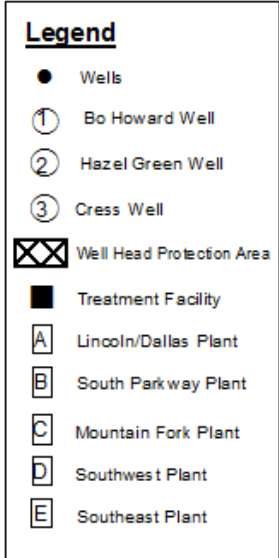 Legend
Wells
1 Bo Howard Well
2 Hazel Green Well
3 Cress Well
Well Head Protection Area
Treatment Facility
A Lincoln/Dallas Plant
B South Parkway Plant
C Mountain Fork Plant
D Southwest Plant
E Southeast Plant